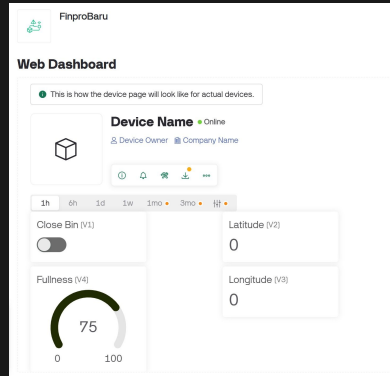 FinproBaru
Web Dashboard
This is how the device page will look for actual devices.
Device Name Online
Device Owner Company Name
1h 6h 1d 1w 1mo 3mo
Close Bin (V1)
Latitude (V2)
0
Fullness (V4)
Longitude (V3)
0
75
0 100